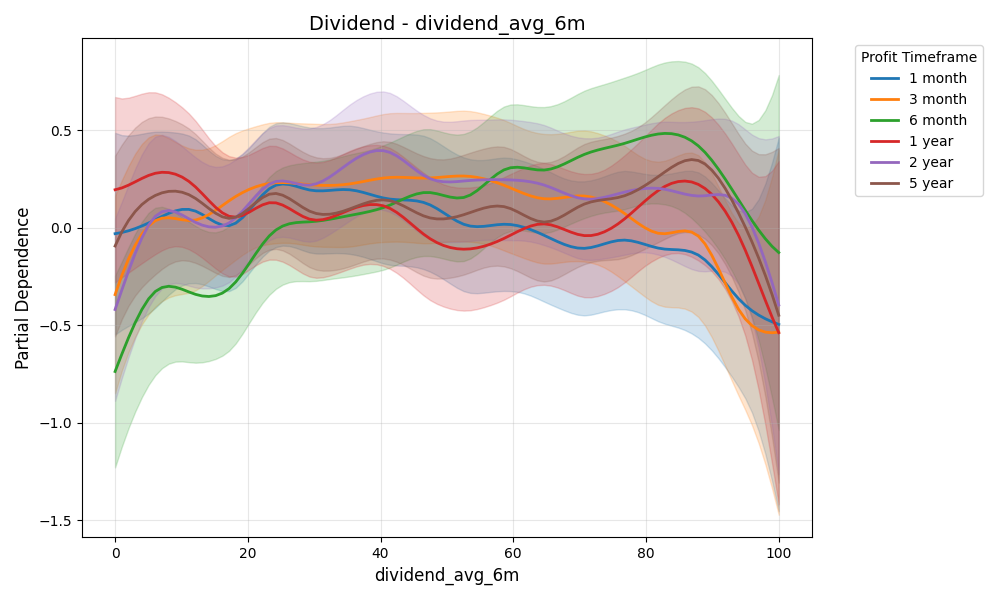 Dividend - dividend_avg_6m
Profit Timeframe
1 month
3 month
6 month
1 year
2 year
5 year
Partial Dependence
0.5
0.0
−0.5
−1.0
−1.5
0
20
40
60
80
100
dividend_avg_6m